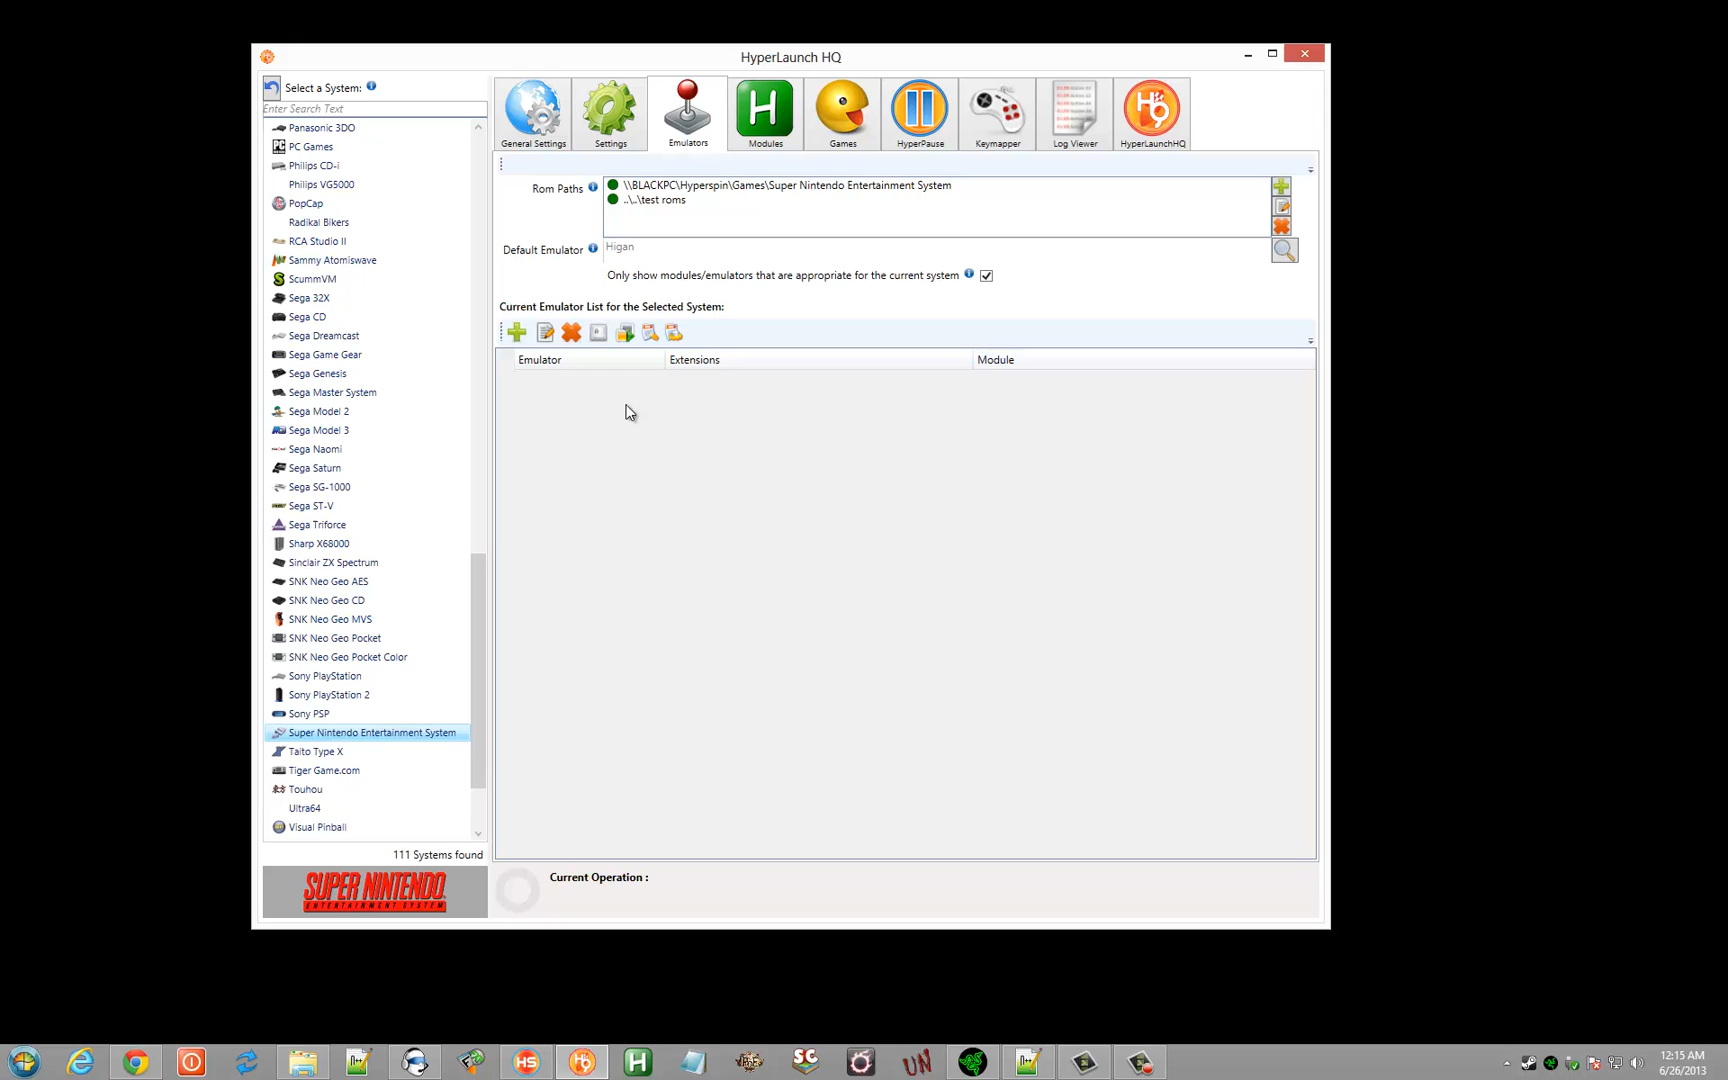 HyperLaunch HQ
Select a System:
Enter Search Text
Panasonic 3DO
PC Games
Philips CD-i
Philips VG5000
PopCap
Radikal Bikers
RCA Studio II
Sammy Atomiswave
ScummVM
Sega 32X
Sega CD
Sega Dreamcast
Sega Game Gear
Sega Genesis
Sega Master System
Sega Model 2
Sega Model 3
Sega Naomi
Sega Saturn
Sega SG-1000
Sega ST-V
Sega Triforce
Sharp X68000
Sinclair ZX Spectrum
SNK Neo Geo AES
SNK Neo Geo CD
SNK Neo Geo MVS
SNK Neo Geo Pocket
SNK Neo Geo Pocket Color
Sony PlayStation
Sony PlayStation 2
Sony PSP
Super Nintendo Entertainment System
Taito Type X
Tiger Game.com
Touhou
Ultra64
Visual Pinball
111 Systems found
SUPER NINTENDO
ENTERTAINMENT SYSTEM
General Settings Settings Emulators Modules Games HyperPause Keymapper Log Viewer HyperLaunchHQ
Rom Paths \\BLACKPC\Hyperspin\Games\Super Nintendo Entertainment System
..\..\test roms
Default Emulator Higan
Only show modules/emulators that are appropriate for the current system
Current Emulator List for the Selected System:
Emulator Extensions Module
Current Operation :
12:15 AM
6/26/2013